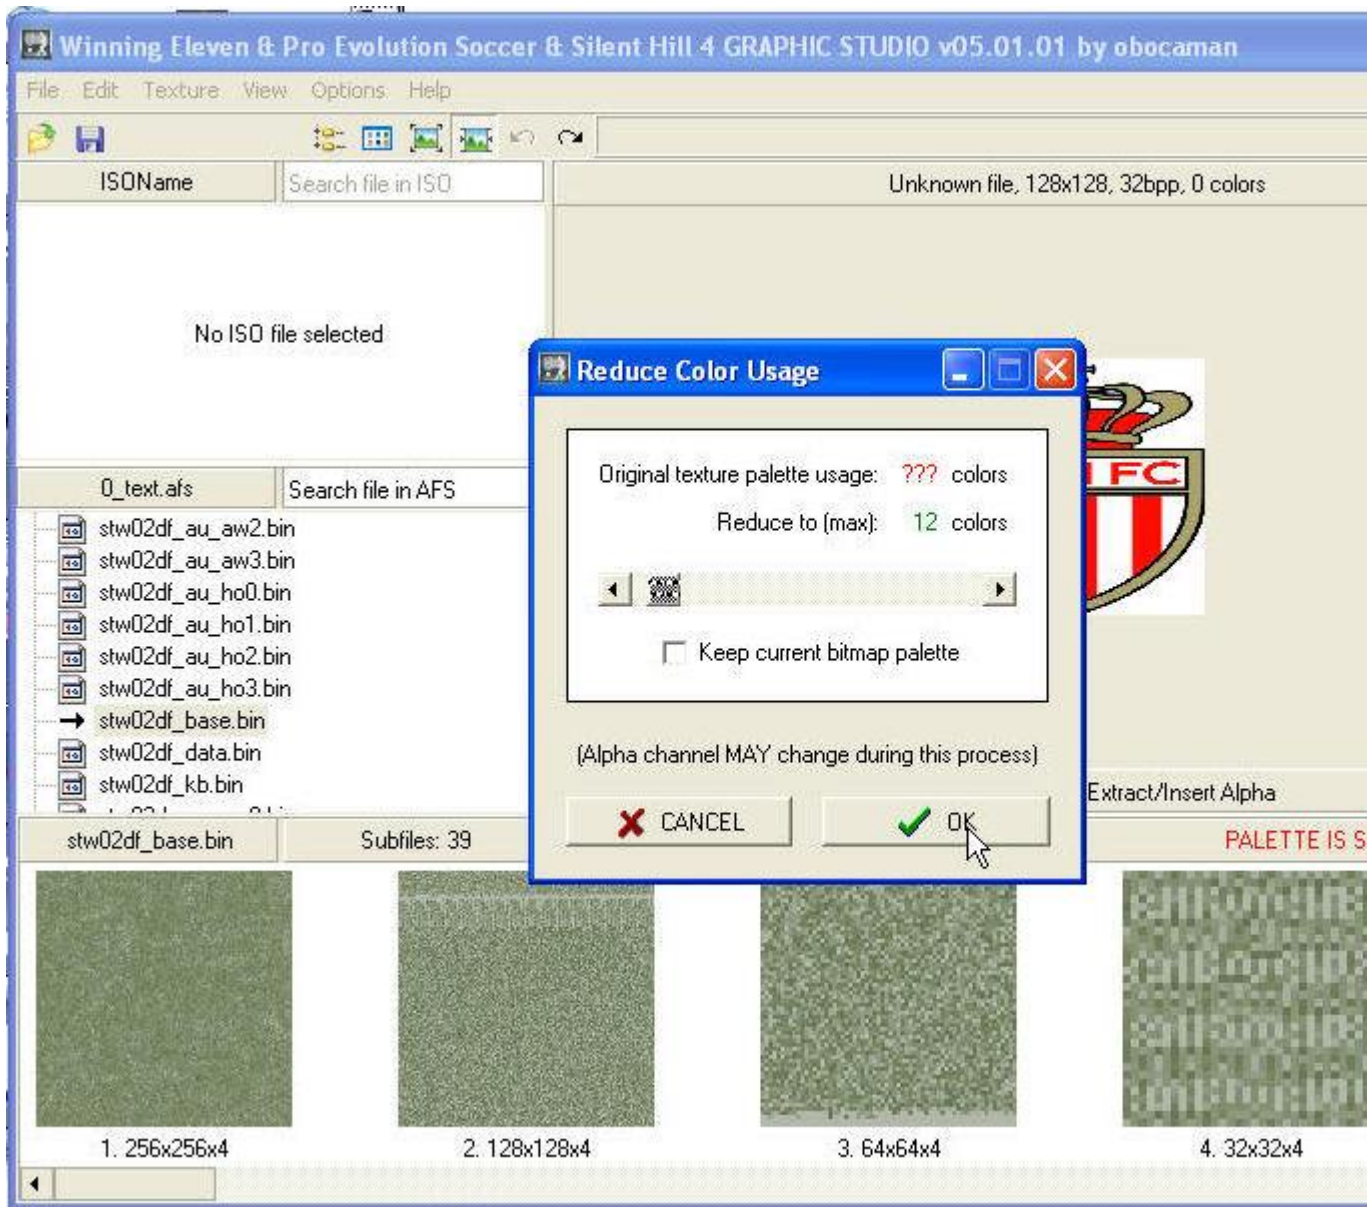 Winning Eleven & Pro Evolution Soccer & Silent Hill 4 GRAPHIC STUDIO v05.01.01 by obocaman
File Edit Texture View Options Help
ISOName Search file in ISO Unknown file, 128x128, 32bpp, 0 colors
No ISO file selected
Reduce Color Usage
Original texture palette usage: ??? colors
Reduce to (max): 12 colors
Keep current bitmap palette
(Alpha channel MAY change during this process)
CANCEL OK
FC
0_text.afs Search file in AFS
stw02df_au_aw2.bin
stw02df_au_aw3.bin
stw02df_au_ho0.bin
stw02df_au_ho1.bin
stw02df_au_ho2.bin
stw02df_au_ho3.bin
stw02df_base.bin
stw02df_data.bin
stw02df_kb.bin
Extract/Insert Alpha
stw02df_base.bin Subfiles: 39 PALETTE IS S
1. 256x256x4 2. 128x128x4 3. 64x64x4 4. 32x32x4